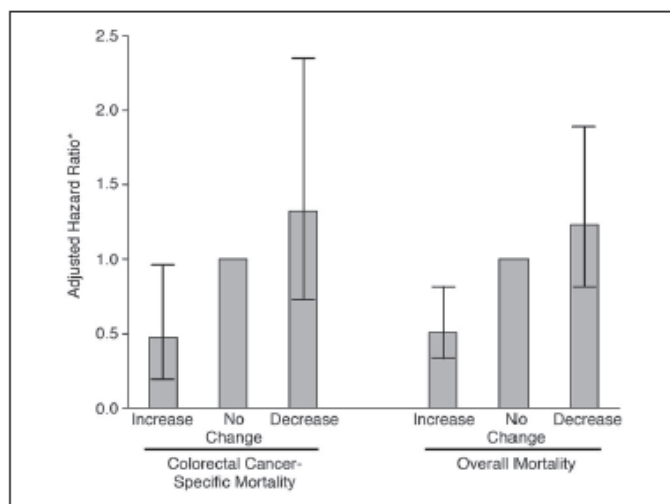 2.5
2.0
1.5
1.0
0.5
0.0
Adjusted Hazard Ratio*
Increase No Decrease Increase No Decrease
Change Change
Colorectal Cancer- Overall Mortality
Specific Mortality